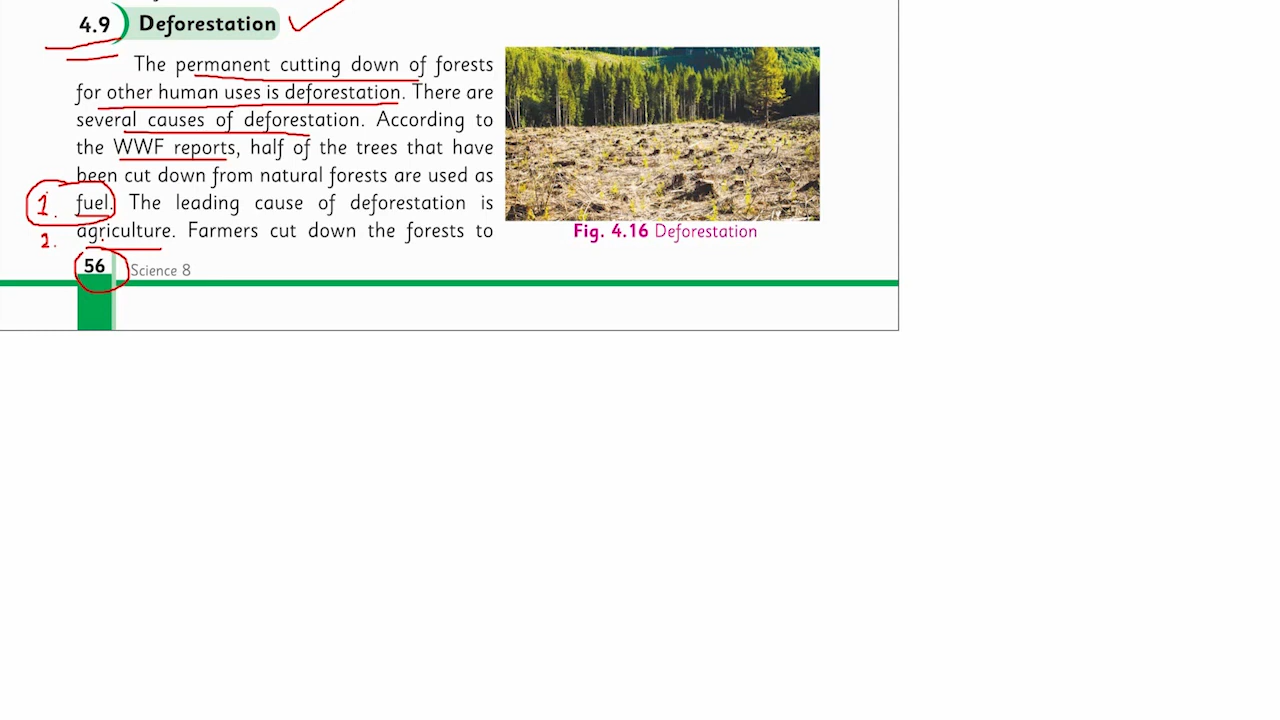 4.9 Deforestation
The permanent cutting down of forests
for other human uses is deforestation. There are
several causes of deforestation. According to
the WWF reports, half of the trees that have
been cut down from natural forests are used as
1. fuel. The leading cause of deforestation is
2. agriculture. Farmers cut down the forests to
Fig. 4.16 Deforestation
56 Science 8